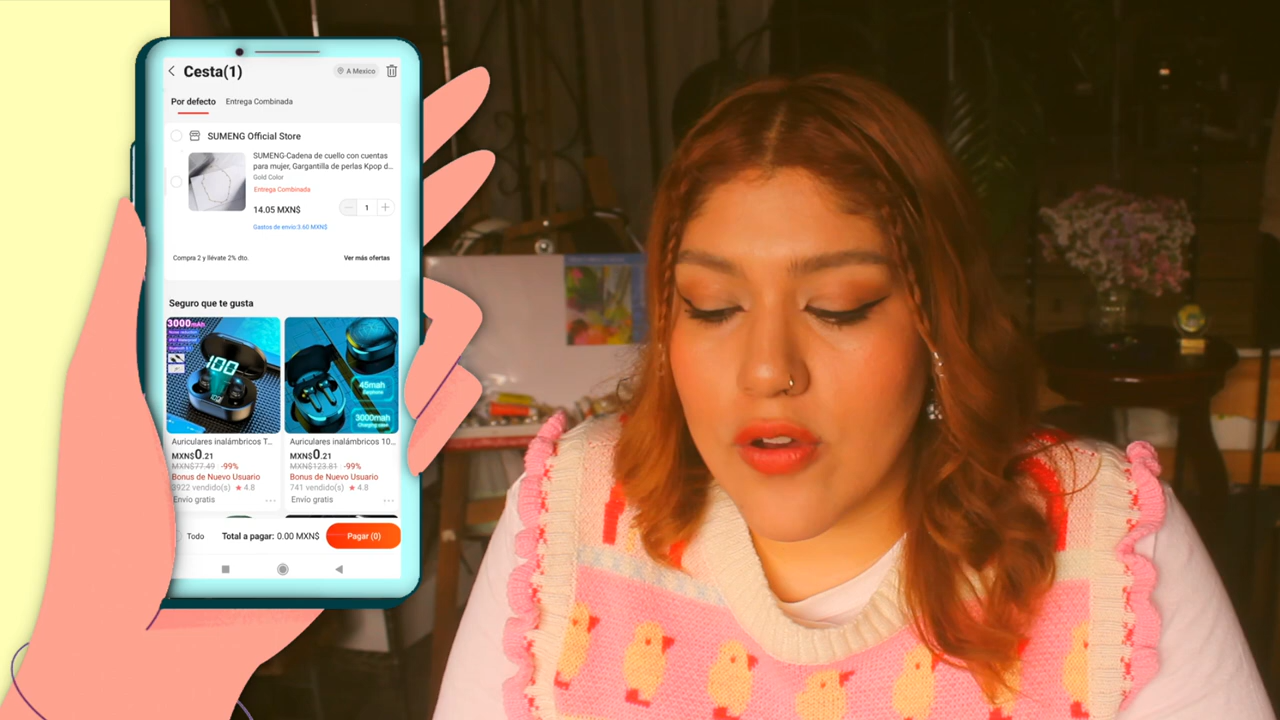 Cesta(1)
A Mexico
Por defecto
Entrega Combinada
SUMENG Official Store
SUMENG-Cadena de cuello con cuentas
para mujer, Gargantilla de perlas Kpop d...
Gold Color
Entrega Combinada
14.05 MXN$
1
Gastos de envío:3.60 MXN$
Compra 2 y llévate 2% dto.
Ver más ofertas
Seguro que te gusta
3000mAh
100
45mah
Earphone
3000mah
Charging case
Auriculares inalámbricos T...
Auriculares inalámbricos 10...
MXN$0.21
MXN$0.21
MXN$77.49 -99%
MXN$123.81 -99%
Bonus de Nuevo Usuario
Bonus de Nuevo Usuario
3922 vendido(s) ★ 4.8
741 vendido(s) ★ 4.8
Envío gratis
Envío gratis
Todo
Total a pagar: 0.00 MXN$
Pagar (0)